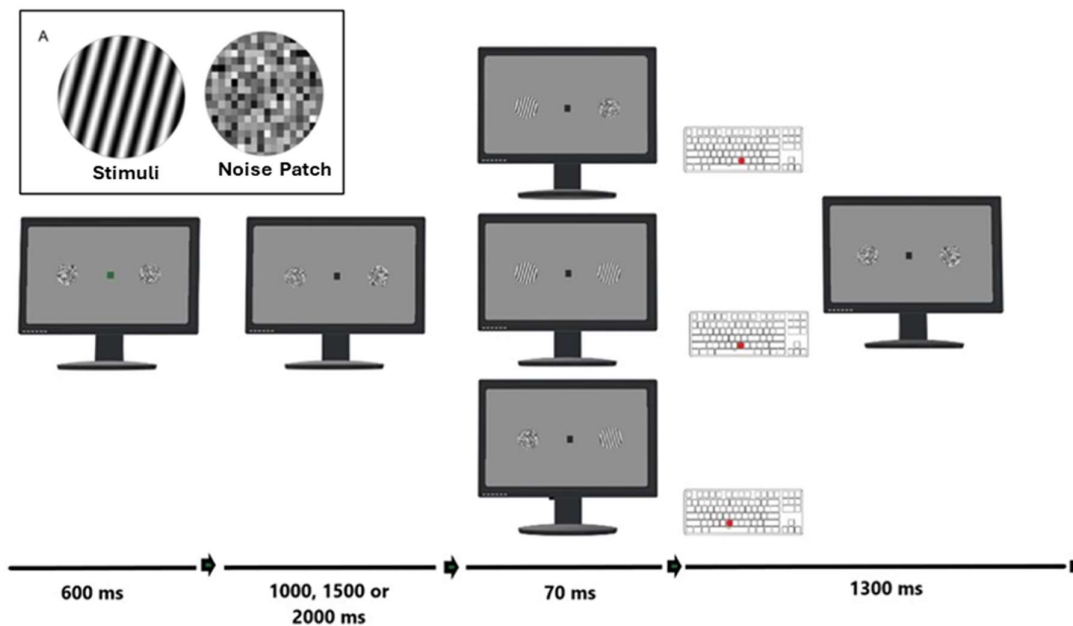 A
Stimuli
Noise Patch
600 ms
1000, 1500 or
2000 ms
70 ms
1300 ms